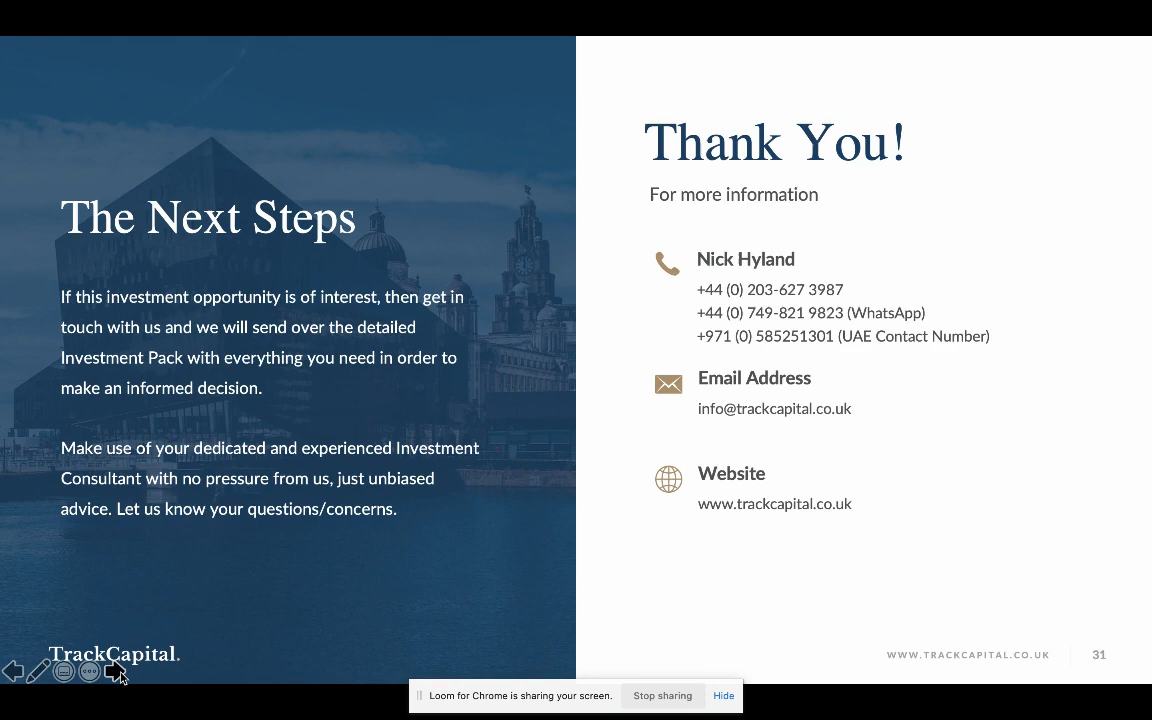 The Next Steps
If this investment opportunity is of interest, then get in
touch with us and we will send over the detailed
Investment Pack with everything you need in order to
make an informed decision.
Make use of your dedicated and experienced Investment
Consultant with no pressure from us, just unbiased
advice. Let us know your questions/concerns.
TrackCapital.
Thank You!
For more information
Nick Hyland
+44 (0) 203-627 3987
+44 (0) 749-821 9823 (WhatsApp)
+971 (0) 585251301 (UAE Contact Number)
Email Address
info@trackcapital.co.uk
Website
www.trackcapital.co.uk
WWW.TRACKCAPITAL.CO.UK 31
Loom for Chrome is sharing your screen. Stop sharing Hide